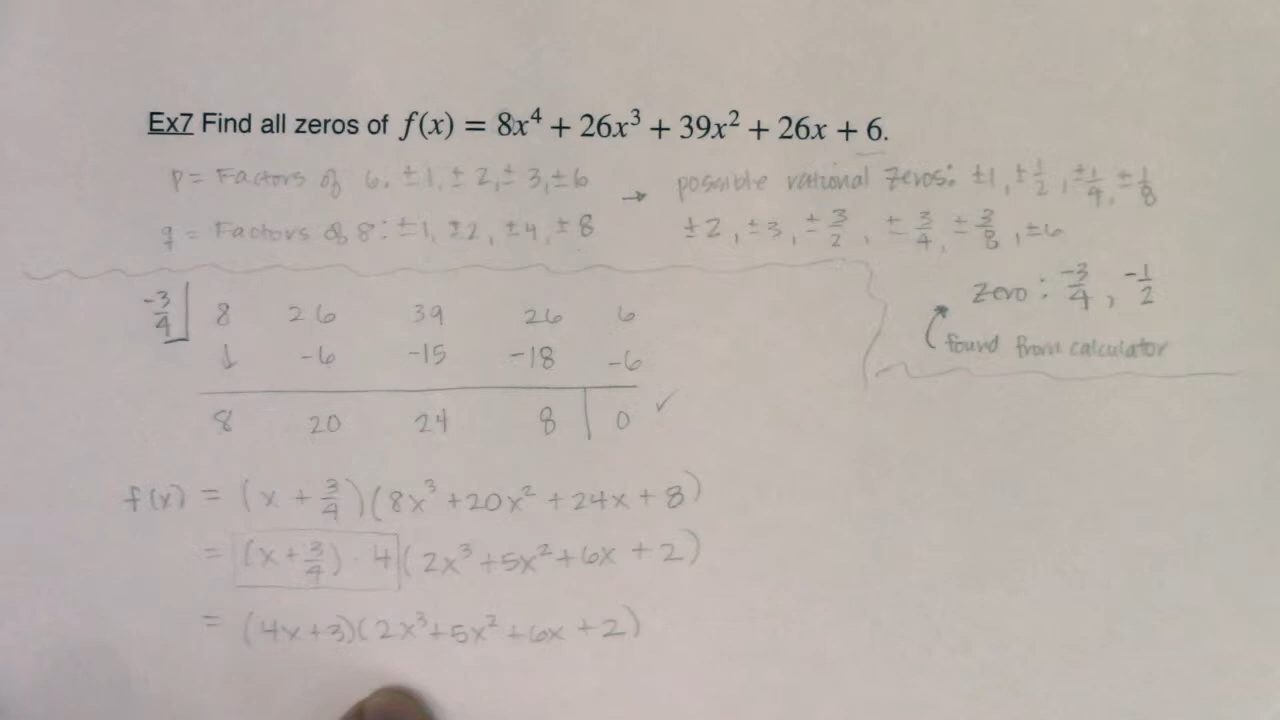 Ex7 Find all zeros of f(x) = 8x⁴ + 26x³ + 39x² + 26x + 6.
p = Factors of 6. ±1, ±2, ±3, ±6 → possible rational zeros: ±1, ±1/2, ±1/4, ±1/8
q = Factors of 8: ±1, ±2, ±4, ±8 ±2, ±3, ±3/2, ±3/4, ±3/8, ±6
zero: -3/4, -1/2
found from calculator
-3/4 | 8 26 39 26 6
↓ -6 -15 -18 -6
8 20 24 8 | 0 ✓
f(x) = (x + 3/4)(8x³ + 20x² + 24x + 8)
= (x + 3/4) · 4 (2x³ + 5x² + 6x + 2)
= (4x + 3)(2x³ + 5x² + 6x + 2)